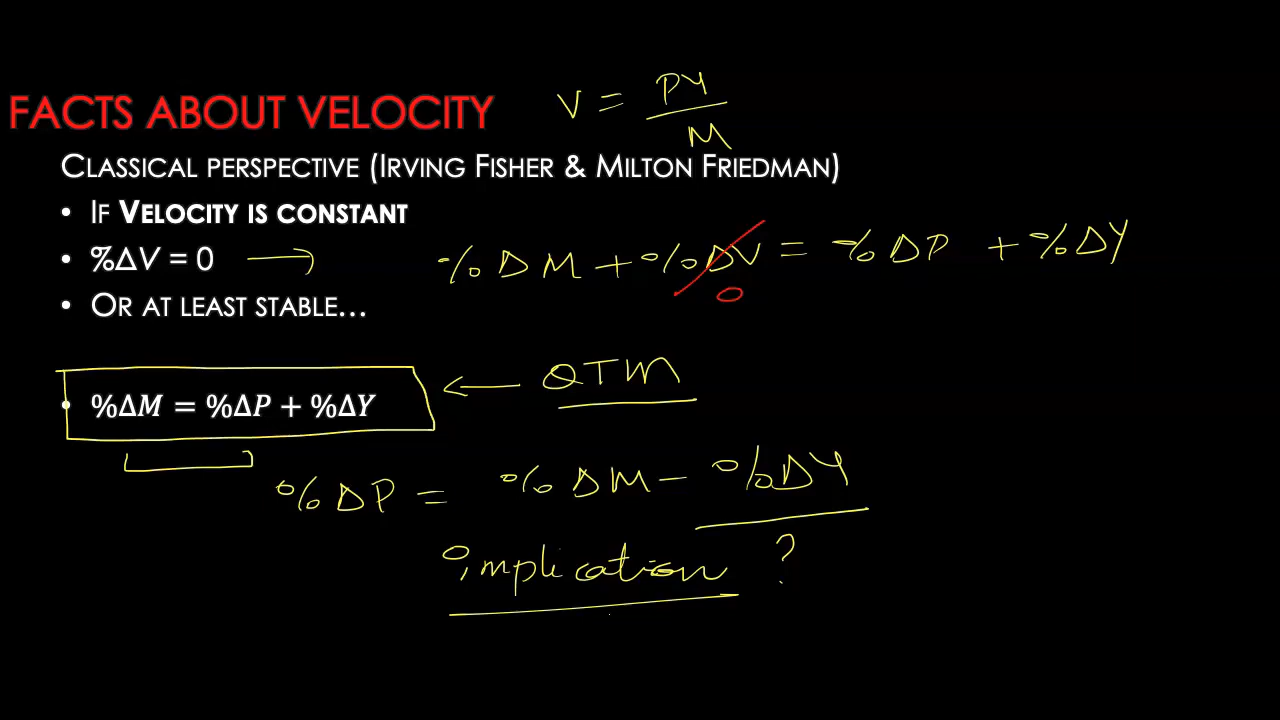 FACTS ABOUT VELOCITY
V = PY / M
CLASSICAL PERSPECTIVE (IRVING FISHER & MILTON FRIEDMAN)
• IF VELOCITY IS CONSTANT
• %ΔV = 0 → %ΔM + %ΔV = %ΔP + %ΔY
0
• OR AT LEAST STABLE…
• %ΔM = %ΔP + %ΔY ← QTM
%ΔP = %ΔM − %ΔY
implication ?